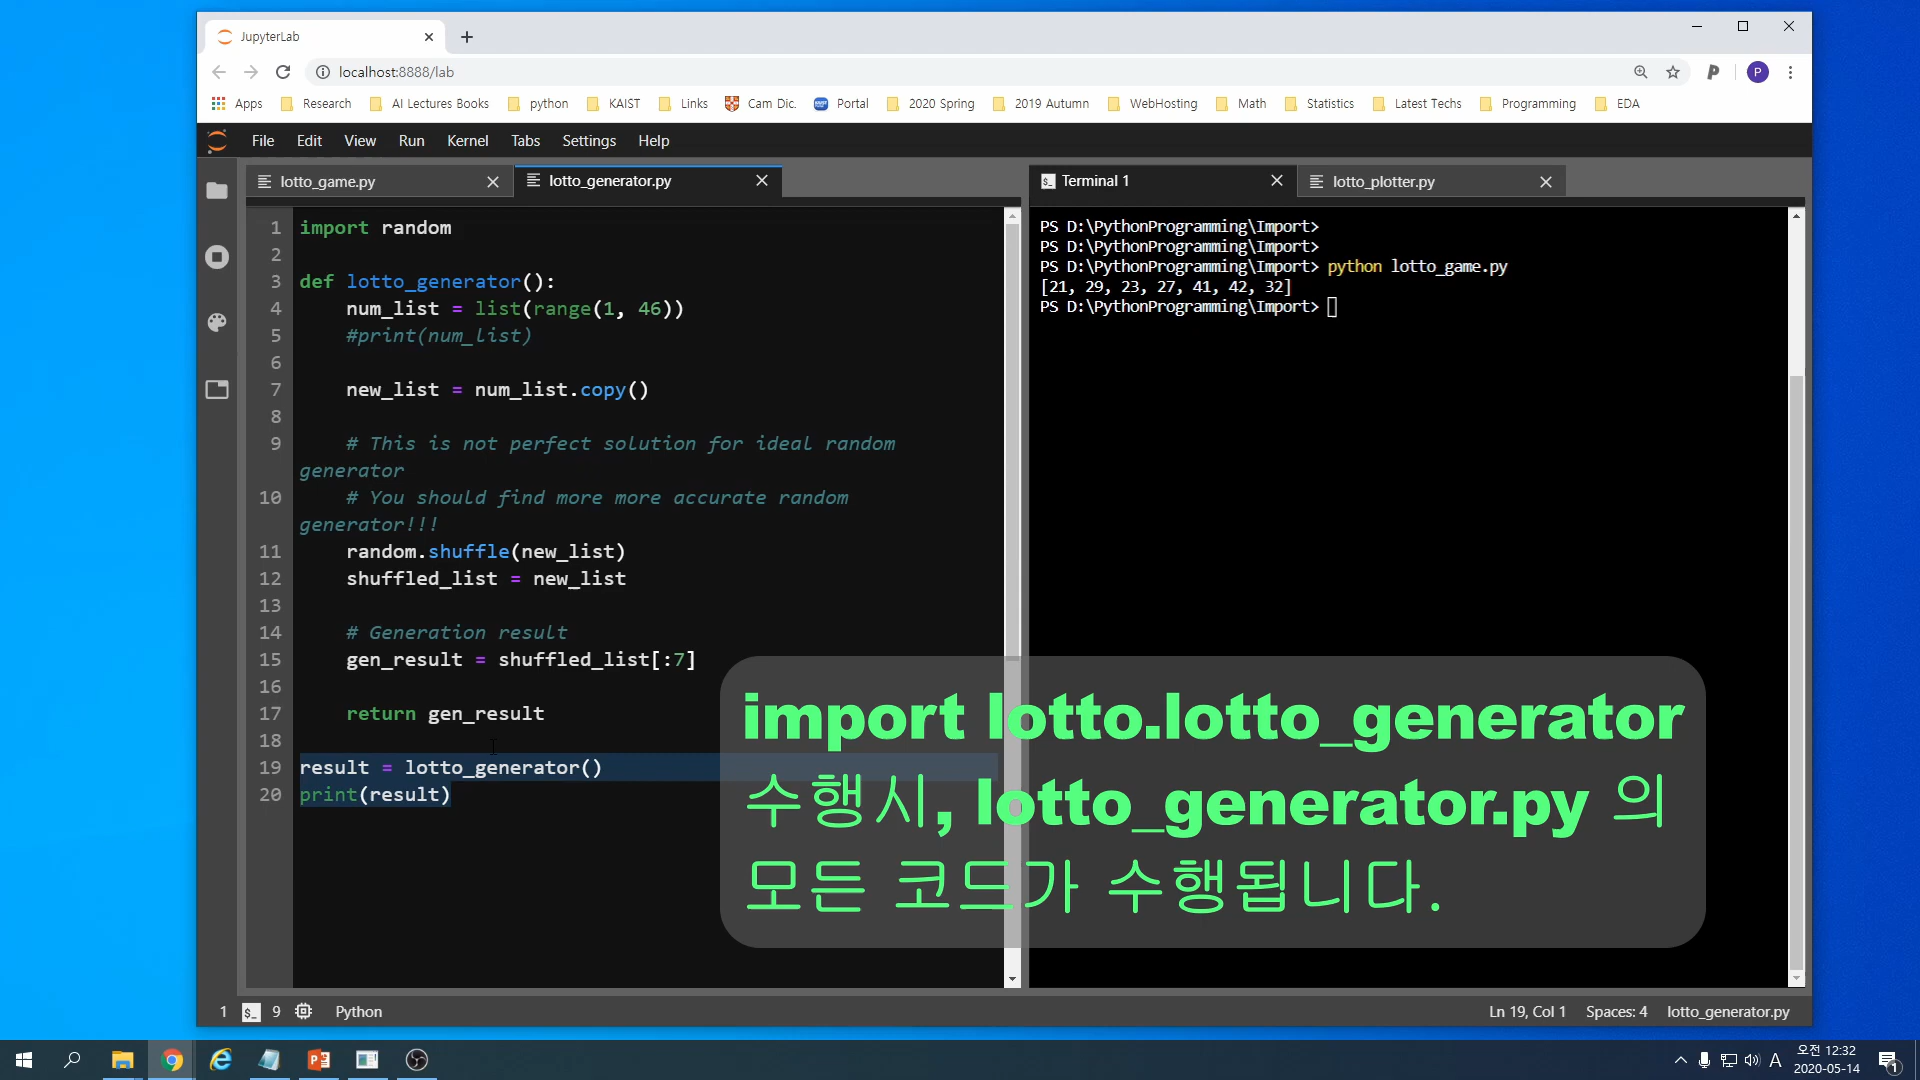 JupyterLab
localhost:8888/lab
P
P
Apps Research AI Lectures Books python KAIST Links Cam Dic. Portal 2020 Spring 2019 Autumn WebHosting Math Statistics Latest Techs Programming EDA
File Edit View Run Kernel Tabs Settings Help
lotto_game.py lotto_generator.py
1 import random
2
3 def lotto_generator():
4 num_list = list(range(1, 46))
5 #print(num_list)
6
7 new_list = num_list.copy()
8
9 # This is not perfect solution for ideal random
generator
10 # You should find more more accurate random
generator!!!
11 random.shuffle(new_list)
12 shuffled_list = new_list
13
14 # Generation result
15 gen_result = shuffled_list[:7]
16
17 return gen_result
18
19 result = lotto_generator()
20 print(result)
Terminal 1 lotto_plotter.py
PS D:\PythonProgramming\Import>
PS D:\PythonProgramming\Import>
PS D:\PythonProgramming\Import> python lotto_game.py
[21, 29, 23, 27, 41, 42, 32]
PS D:\PythonProgramming\Import>
import lotto.lotto_generator
수행시, lotto_generator.py 의
모든 코드가 수행됩니다.
1 $_ 9 Python Ln 19, Col 1 Spaces: 4 lotto_generator.py
A 오전 12:32
2020-05-14
1